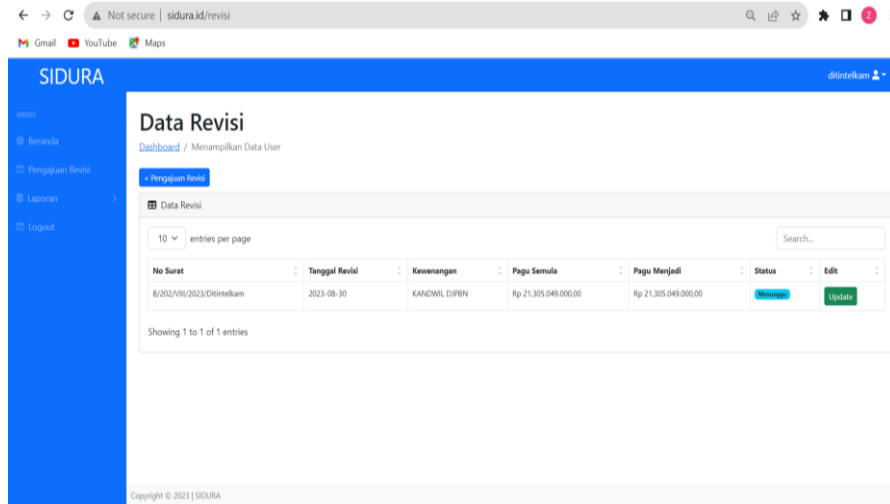 Not secure | sidura.id/revisi
Z
Gmail YouTube Maps
SIDURA
ditintelkam
MENU
Beranda
Pengajuan Revisi
Laporan
Logout
Data Revisi
Dashboard / Menampilkan Data User
+ Pengajuan Revisi
Data Revisi
10 entries per page
Search...
No Surat Tanggal Revisi Kewenangan Pagu Semula Pagu Menjadi Status Edit
B/202/VIII/2023/Ditintelkam 2023-08-30 KANDWIL DJPBN Rp 21.305.049.000,00 Rp 21.305.049.000,00 Menunggu Update
Showing 1 to 1 of 1 entries
Copyright © 2023 | SIDURA